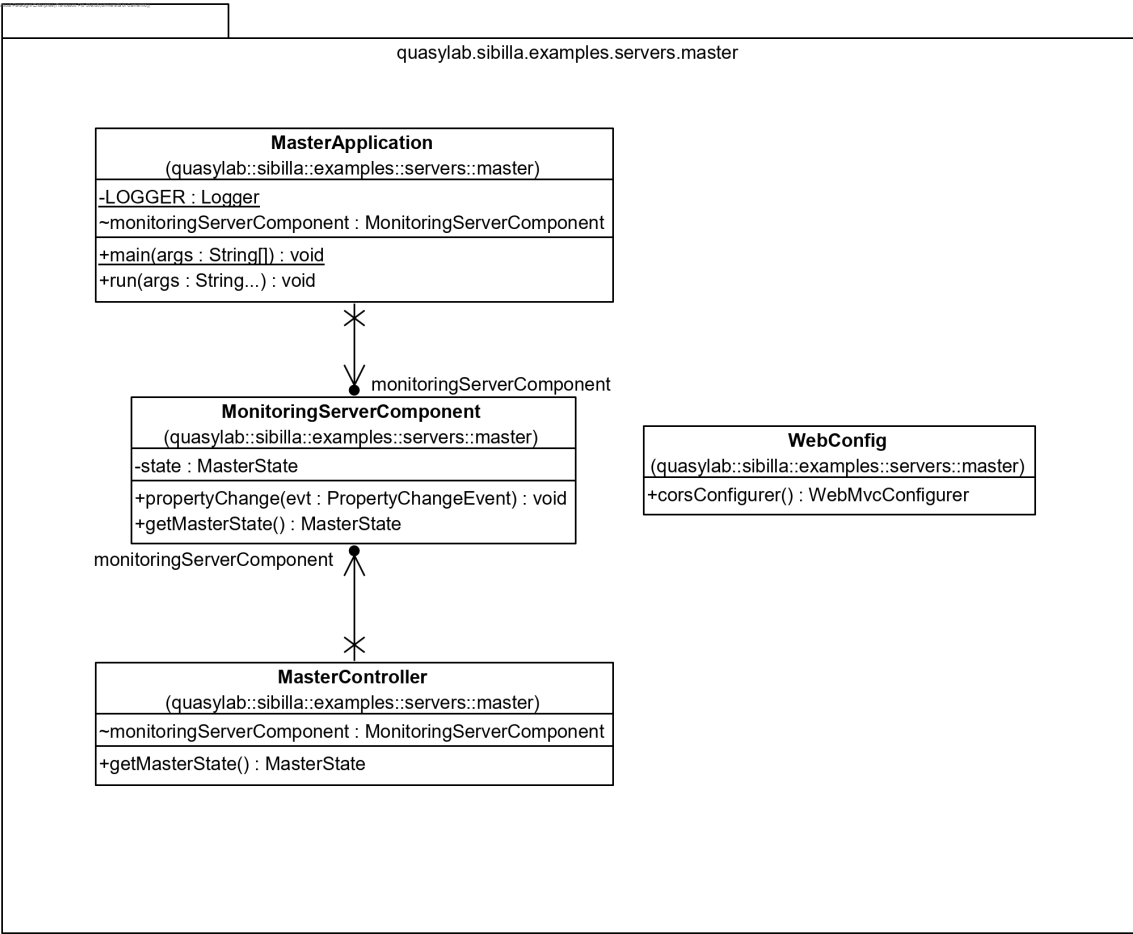 quasylab.sibilla.examples.servers.master
MasterApplication
(quasylab::sibilla::examples::servers::master)
-LOGGER : Logger
~monitoringServerComponent : MonitoringServerComponent
+main(args : String[]) : void
+run(args : String...) : void
monitoringServerComponent
MonitoringServerComponent
(quasylab::sibilla::examples::servers::master)
-state : MasterState
+propertyChange(evt : PropertyChangeEvent) : void
+getMasterState() : MasterState
monitoringServerComponent
WebConfig
(quasylab::sibilla::examples::servers::master)
+corsConfigurer() : WebMvcConfigurer
MasterController
(quasylab::sibilla::examples::servers::master)
~monitoringServerComponent : MonitoringServerComponent
+getMasterState() : MasterState